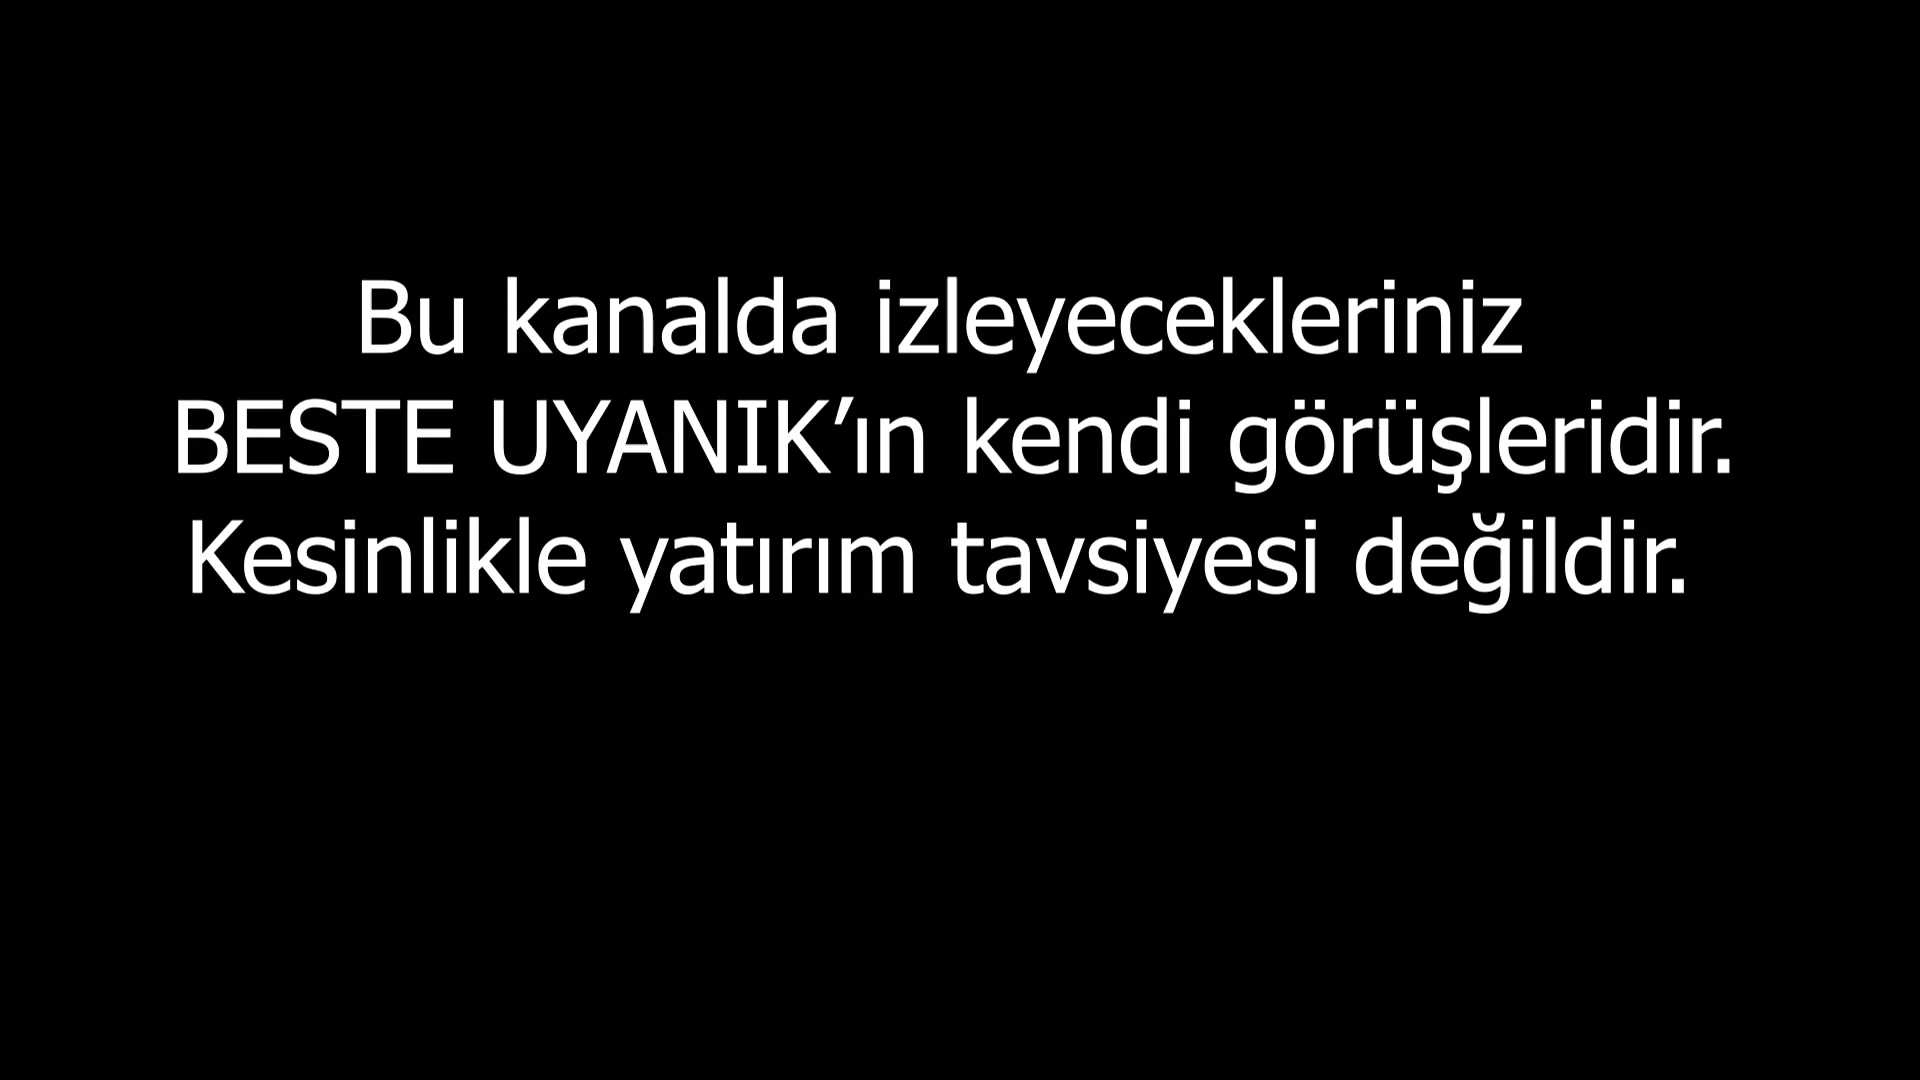 Bu kanalda izleyecekleriniz
BESTE UYANIK’ın kendi görüşleridir.
Kesinlikle yatırım tavsiyesi değildir.